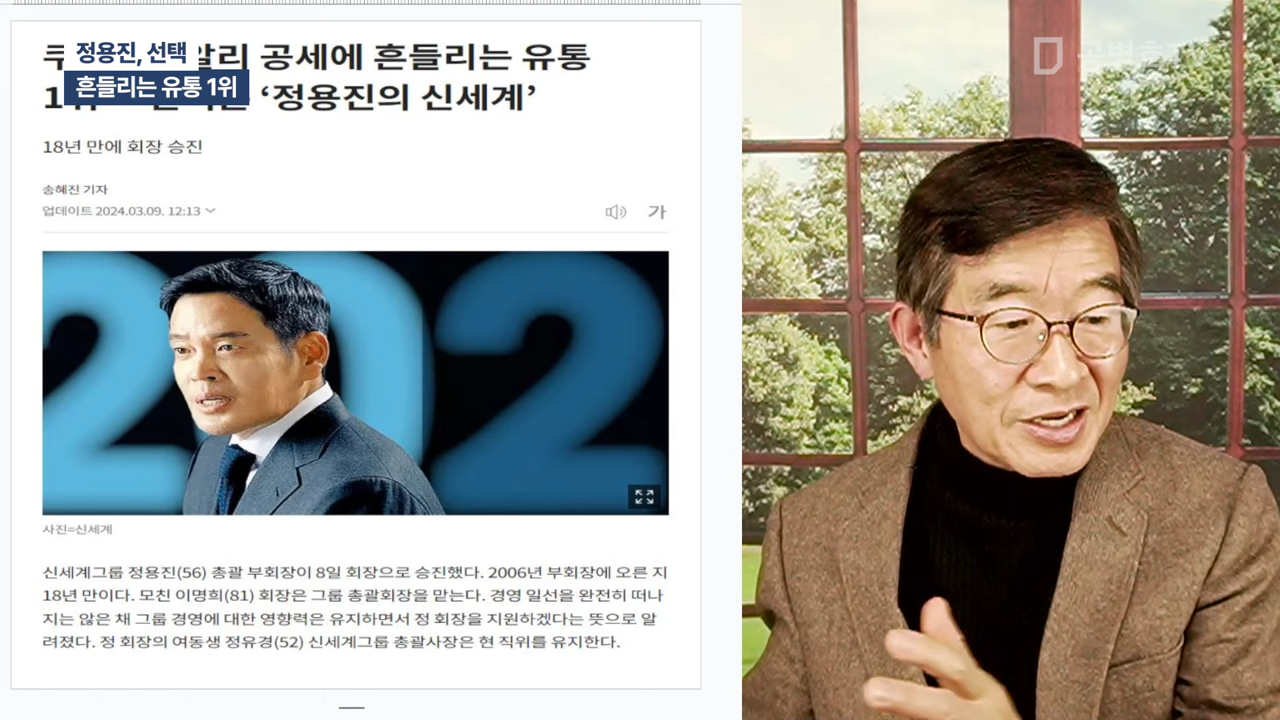 정용진, 선택
흔들리는 유통 1위
알리 공세에 흔들리는 유통
‘정용진의 신세계’
18년 만에 회장 승진
송혜진 기자
업데이트 2024.03.09. 12:13
가
202
사진=신세계
신세계그룹 정용진(56) 총괄 부회장이 8일 회장으로 승진했다. 2006년 부회장에 오른 지
18년 만이다. 모친 이명희(81) 회장은 그룹 총괄회장을 맡는다. 경영 일선을 완전히 떠나
지는 않은 채 그룹 경영에 대한 영향력은 유지하면서 정 회장을 지원하겠다는 뜻으로 알
려졌다. 정 회장의 여동생 정유경(52) 신세계그룹 총괄사장은 현 직위를 유지한다.